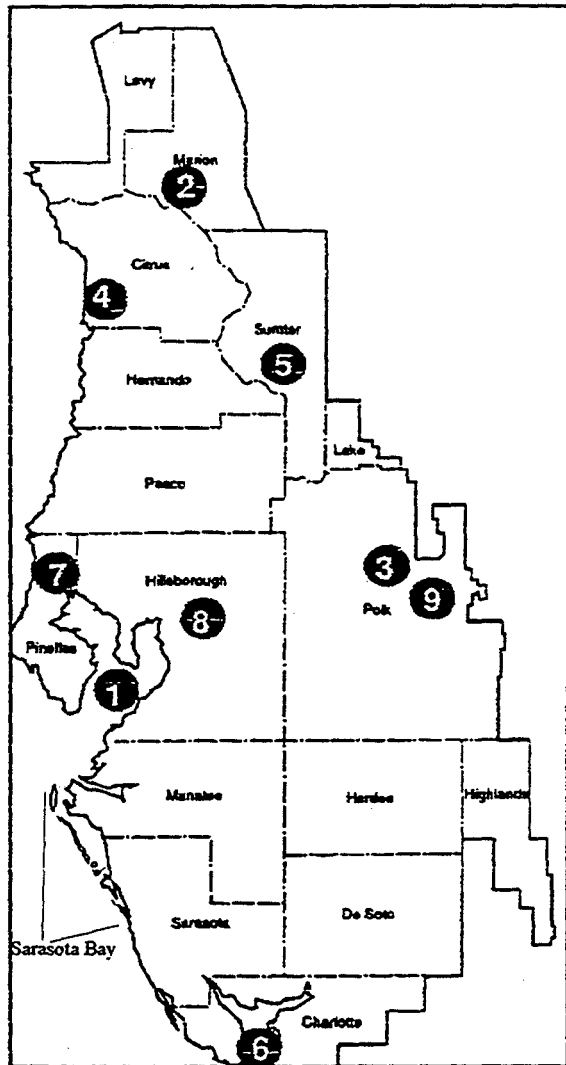 Levy
Marion
2
Citrus
4
Sumter
5
Hernando
Lake
Pasco
7
Hillsborough
3
8
Polk
9
Pinellas
1
Manatee
Hardee
Highlands
Sarasota
De Soto
Sarasota Bay
Charlotte
6